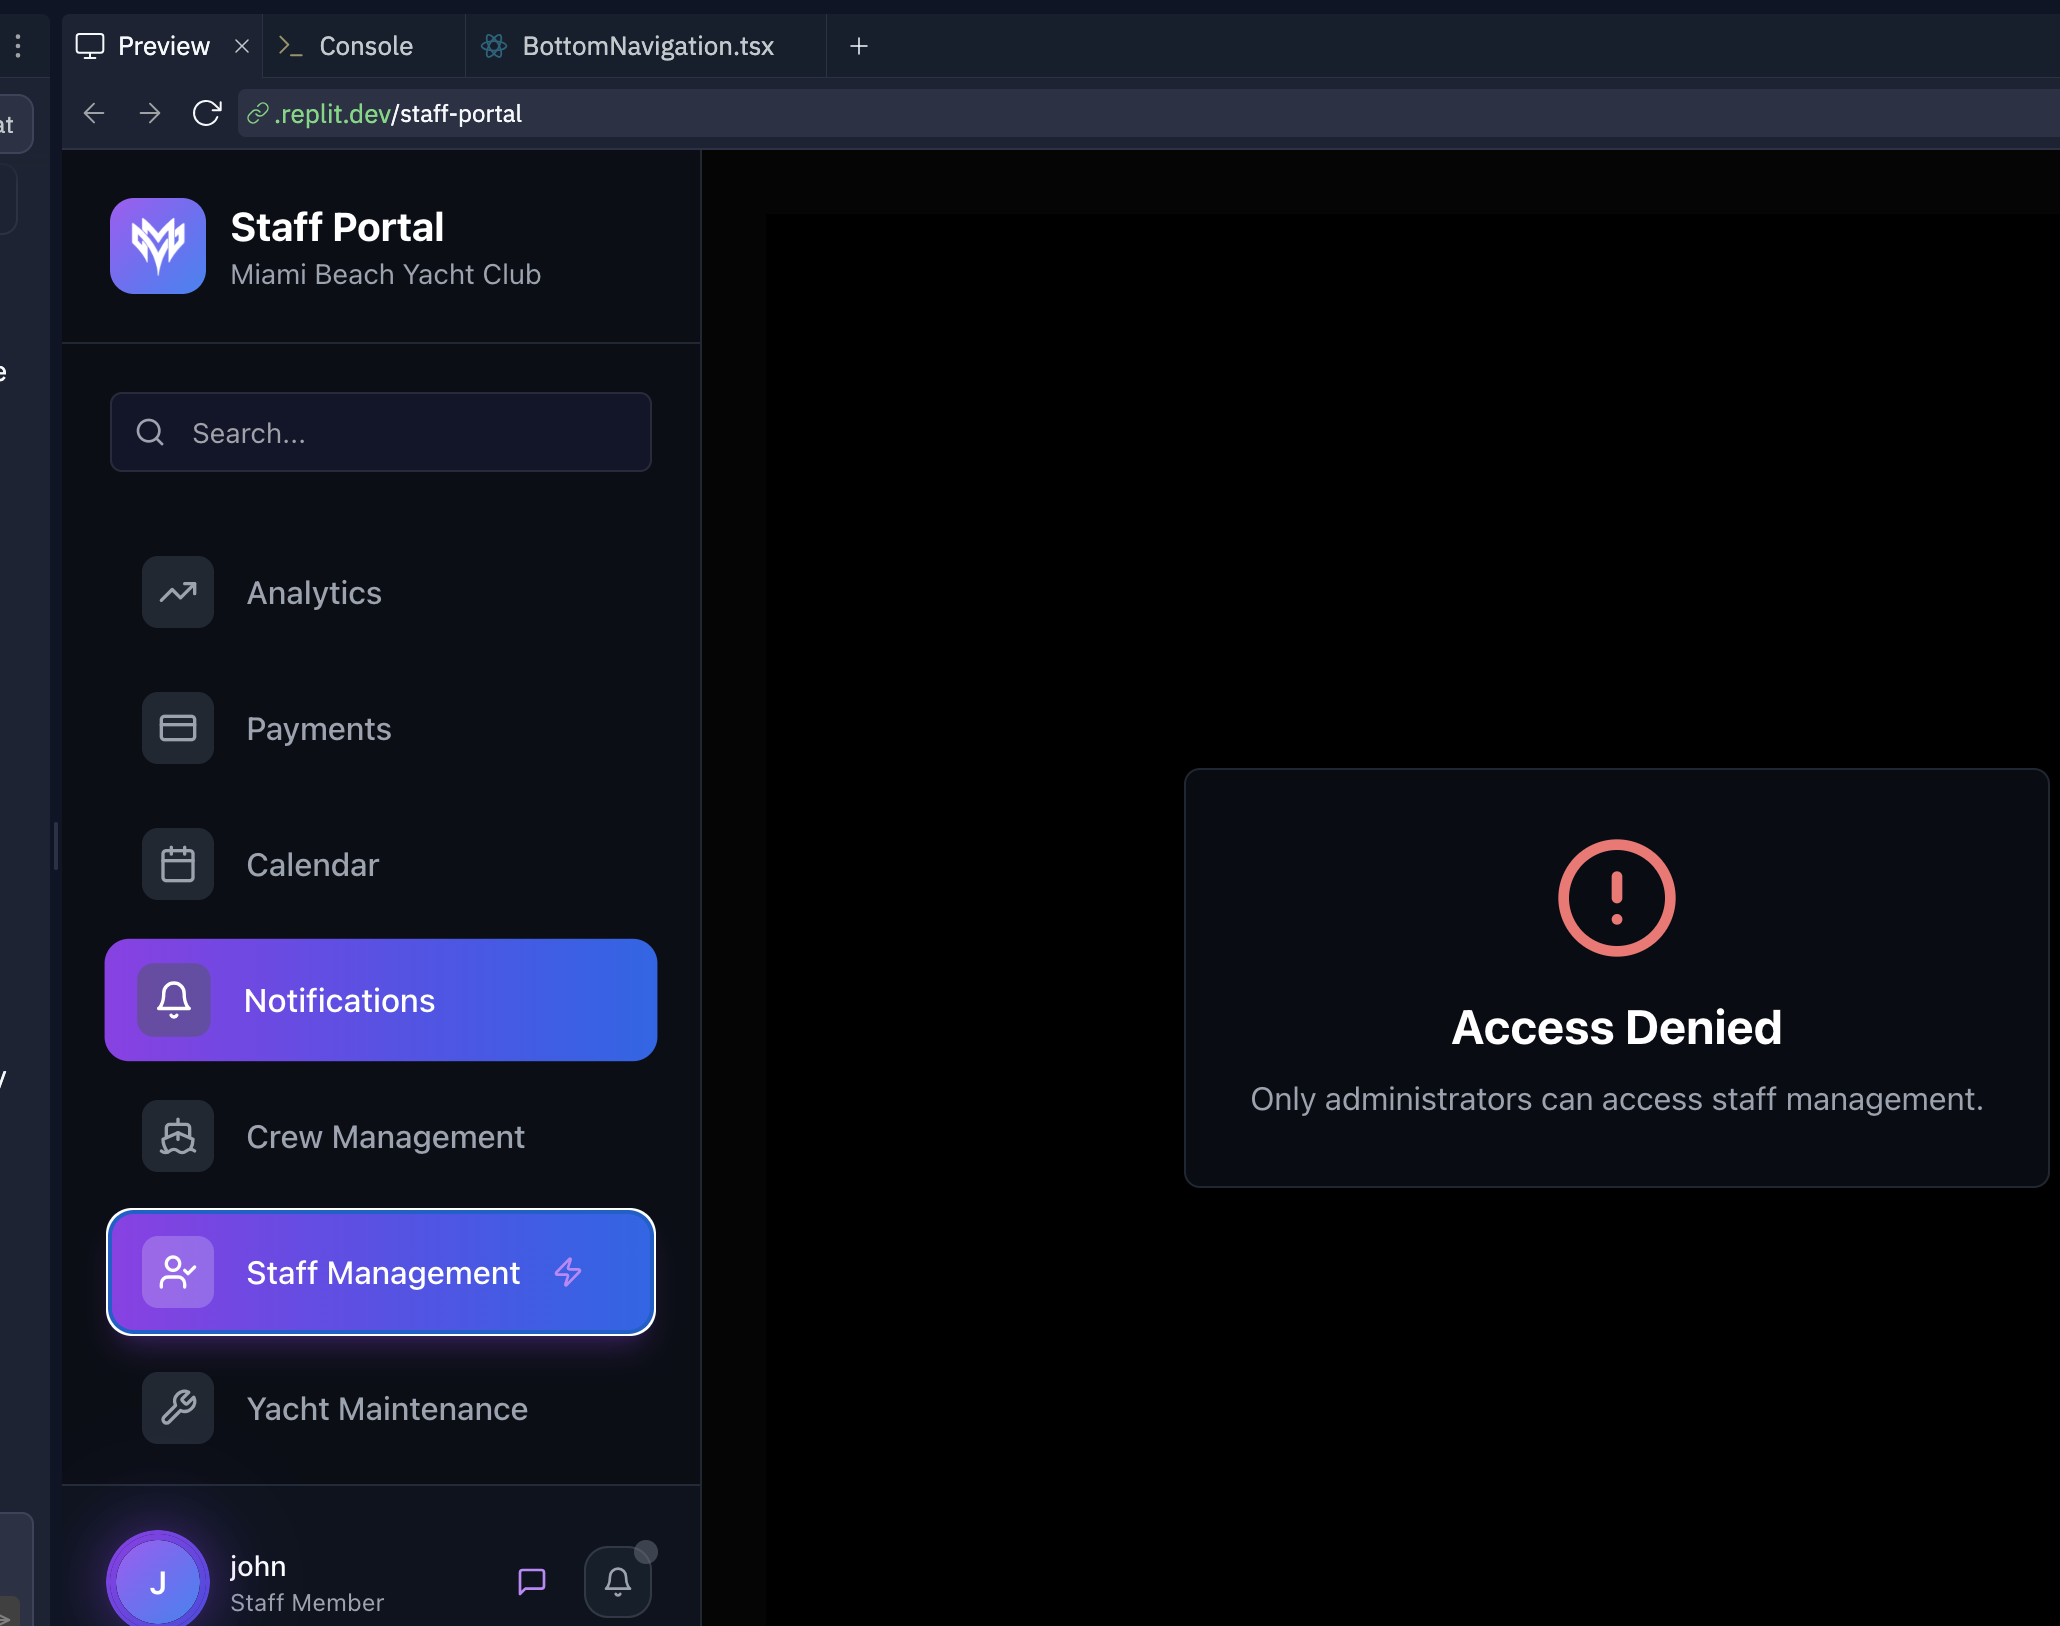 Preview
Console
BottomNavigation.tsx
at
.replit.dev/staff-portal
Staff Portal
Miami Beach Yacht Club
e
Search...
Analytics
Payments
Calendar
Notifications
Crew Management
Staff Management
Yacht Maintenance
Access Denied
Only administrators can access staff management.
y
J
john
Staff Member